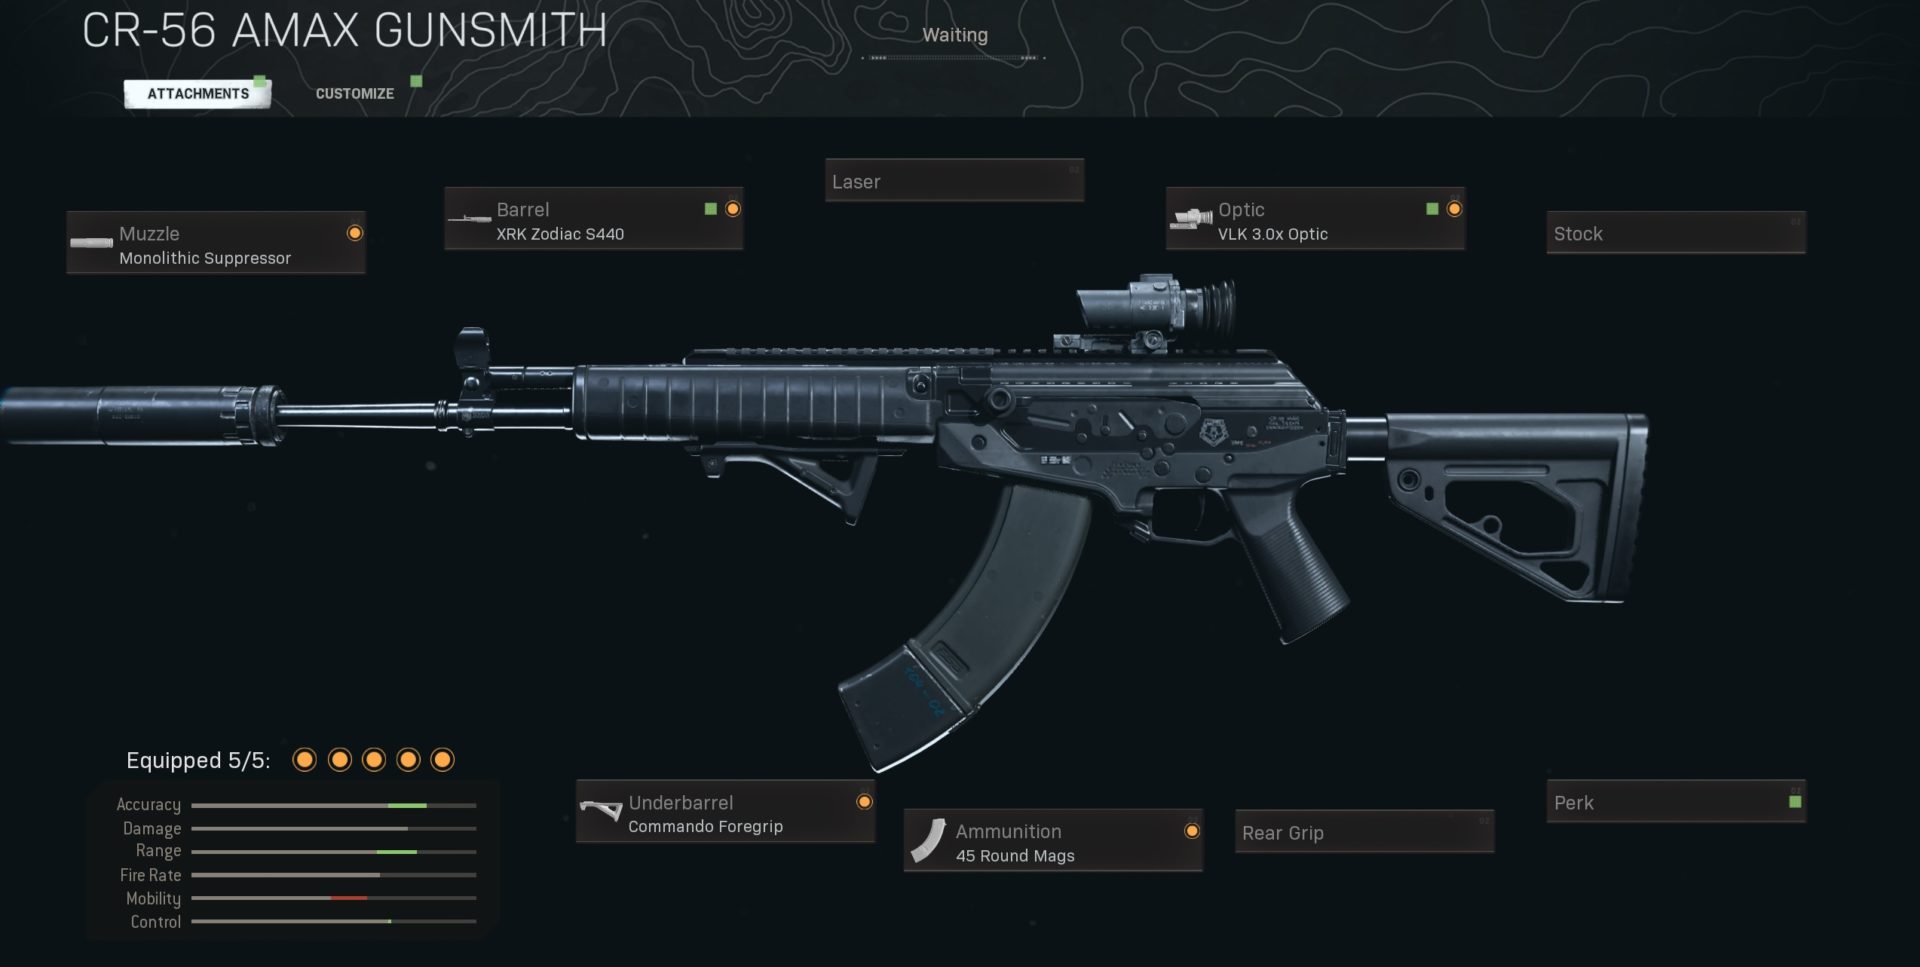 CR-56 AMAX GUNSMITH
Waiting
ATTACHMENTS
CUSTOMIZE
Laser
Muzzle
Monolithic Suppressor
Barrel
XRK Zodiac S440
Optic
VLK 3.0x Optic
Stock
Equipped 5/5:
Accuracy
Damage
Range
Fire Rate
Mobility
Control
Underbarrel
Commando Foregrip
Ammunition
45 Round Mags
Rear Grip
Perk